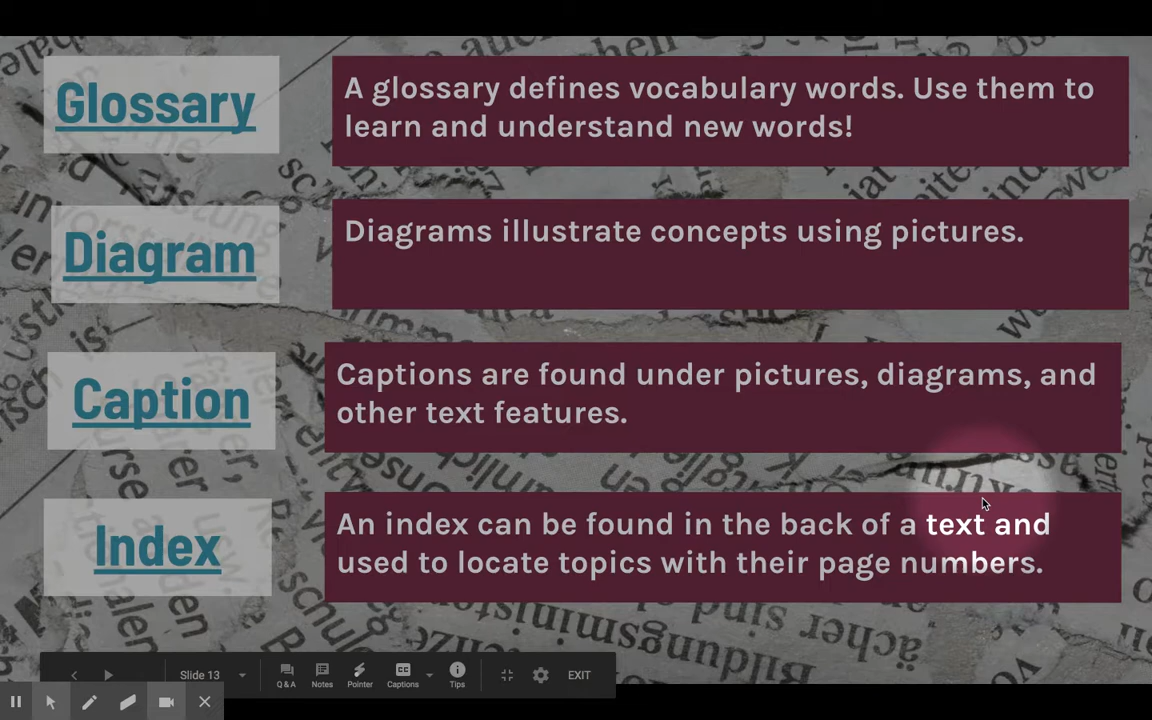 Glossary
A glossary defines vocabulary words. Use them to
learn and understand new words!
Diagram
Diagrams illustrate concepts using pictures.
Caption
Captions are found under pictures, diagrams, and
other text features.
Index
An index can be found in the back of a text and
used to locate topics with their page numbers.
Slide 13
Q & A
Notes
Pointer
Captions
Tips
EXIT